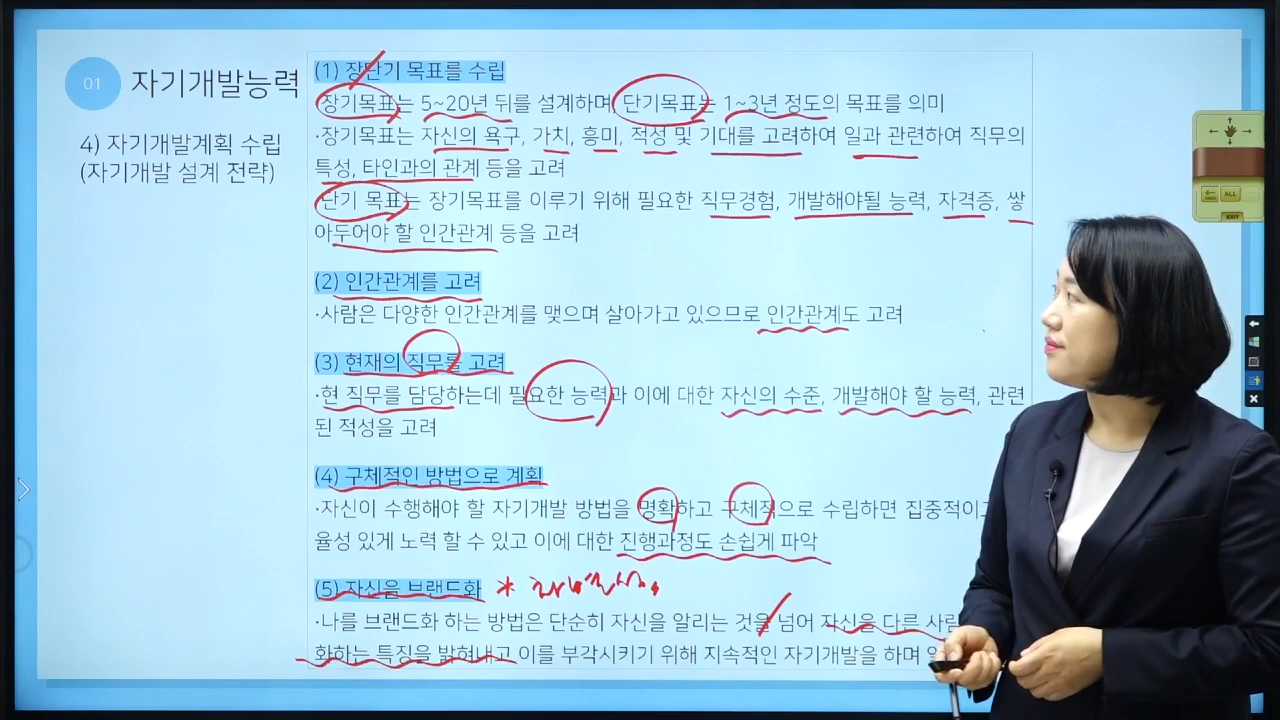 01 자기개발능력
4) 자기개발계획 수립
(자기개발 설계 전략)
(1) 장단기 목표를 수립
장기목표는 5~20년 뒤를 설계하며, 단기목표는 1~3년 정도의 목표를 의미
·장기목표는 자신의 욕구, 가치, 흥미, 적성 및 기대를 고려하여 일과 관련하여 직무의
특성, 타인과의 관계 등을 고려
단기 목표는 장기목표를 이루기 위해 필요한 직무경험, 개발해야될 능력, 자격증, 쌓
아두어야 할 인간관계 등을 고려
(2) 인간관계를 고려
·사람은 다양한 인간관계를 맺으며 살아가고 있으므로 인간관계도 고려
(3) 현재의 직무를 고려
·현 직무를 담당하는데 필요한 능력과 이에 대한 자신의 수준, 개발해야 할 능력, 관련
된 적성을 고려
(4) 구체적인 방법으로 계획
·자신이 수행해야 할 자기개발 방법을 명확하고 구체적으로 수립하면 집중적이고
율성 있게 노력 할 수 있고 이에 대한 진행과정도 손쉽게 파악
(5) 자신을 브랜드화 *
·나를 브랜드화 하는 방법은 단순히 자신을 알리는 것을 넘어 자신을 다른 사람
화하는 특징을 밝혀내고 이를 부각시키기 위해 지속적인 자기개발을 하며
ALL
EXIT